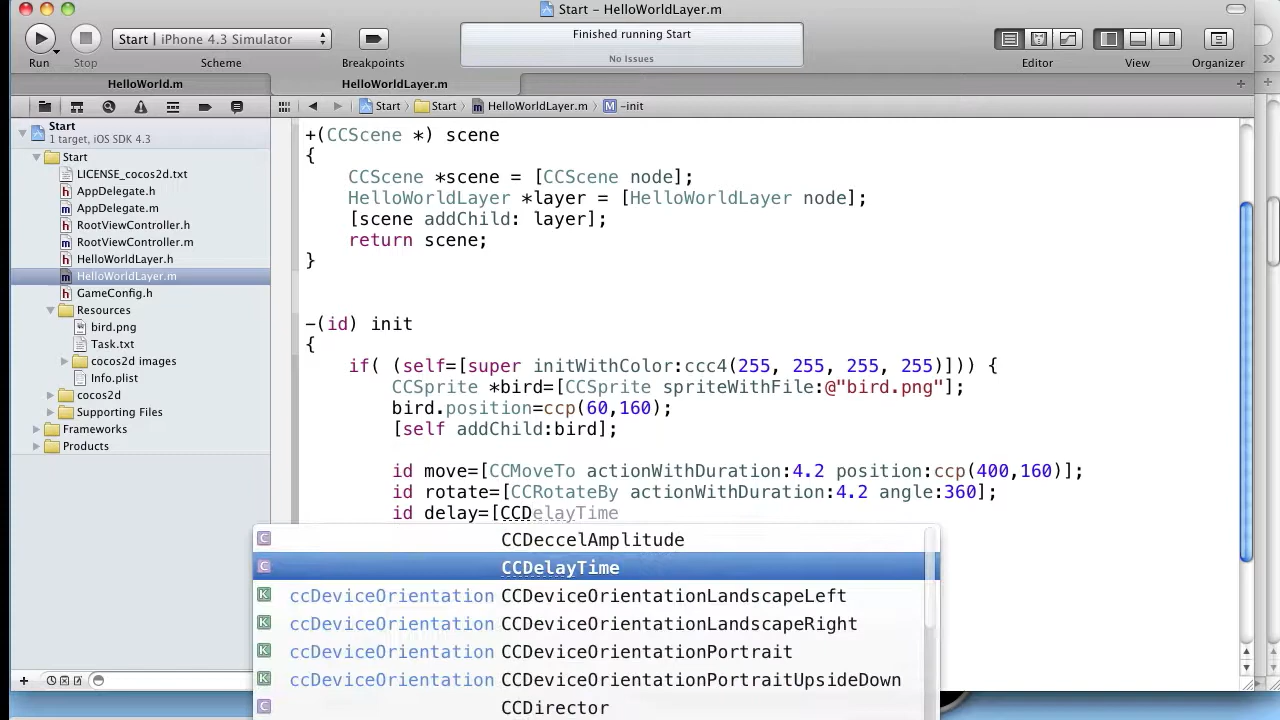 Start – HelloWorldLayer.m
Start | iPhone 4.3 Simulator
Finished running Start
No Issues
Run
Stop
Scheme
Breakpoints
Editor
View
Organizer
HelloWorld.m
HelloWorldLayer.m
Start
Start
HelloWorldLayer.m
-init
Start
1 target, iOS SDK 4.3
Start
LICENSE_cocos2d.txt
AppDelegate.h
AppDelegate.m
RootViewController.h
RootViewController.m
HelloWorldLayer.h
HelloWorldLayer.m
GameConfig.h
Resources
bird.png
Task.txt
cocos2d images
Info.plist
cocos2d
Supporting Files
Frameworks
Products
+(CCScene *) scene
{
CCScene *scene = [CCScene node];
HelloWorldLayer *layer = [HelloWorldLayer node];
[scene addChild: layer];
return scene;
}
-(id) init
{
if( (self=[super initWithColor:ccc4(255, 255, 255, 255)])) {
CCSprite *bird=[CCSprite spriteWithFile:@"bird.png"];
bird.position=ccp(60,160);
[self addChild:bird];
id move=[CCMoveTo actionWithDuration:4.2 position:ccp(400,160)];
id rotate=[CCRotateBy actionWithDuration:4.2 angle:360];
id delay=[CCDelayTime
CCDeccelAmplitude
CCDelayTime
ccDeviceOrientation CCDeviceOrientationLandscapeLeft
ccDeviceOrientation CCDeviceOrientationLandscapeRight
ccDeviceOrientation CCDeviceOrientationPortrait
ccDeviceOrientation CCDeviceOrientationPortraitUpsideDown
CCDirector